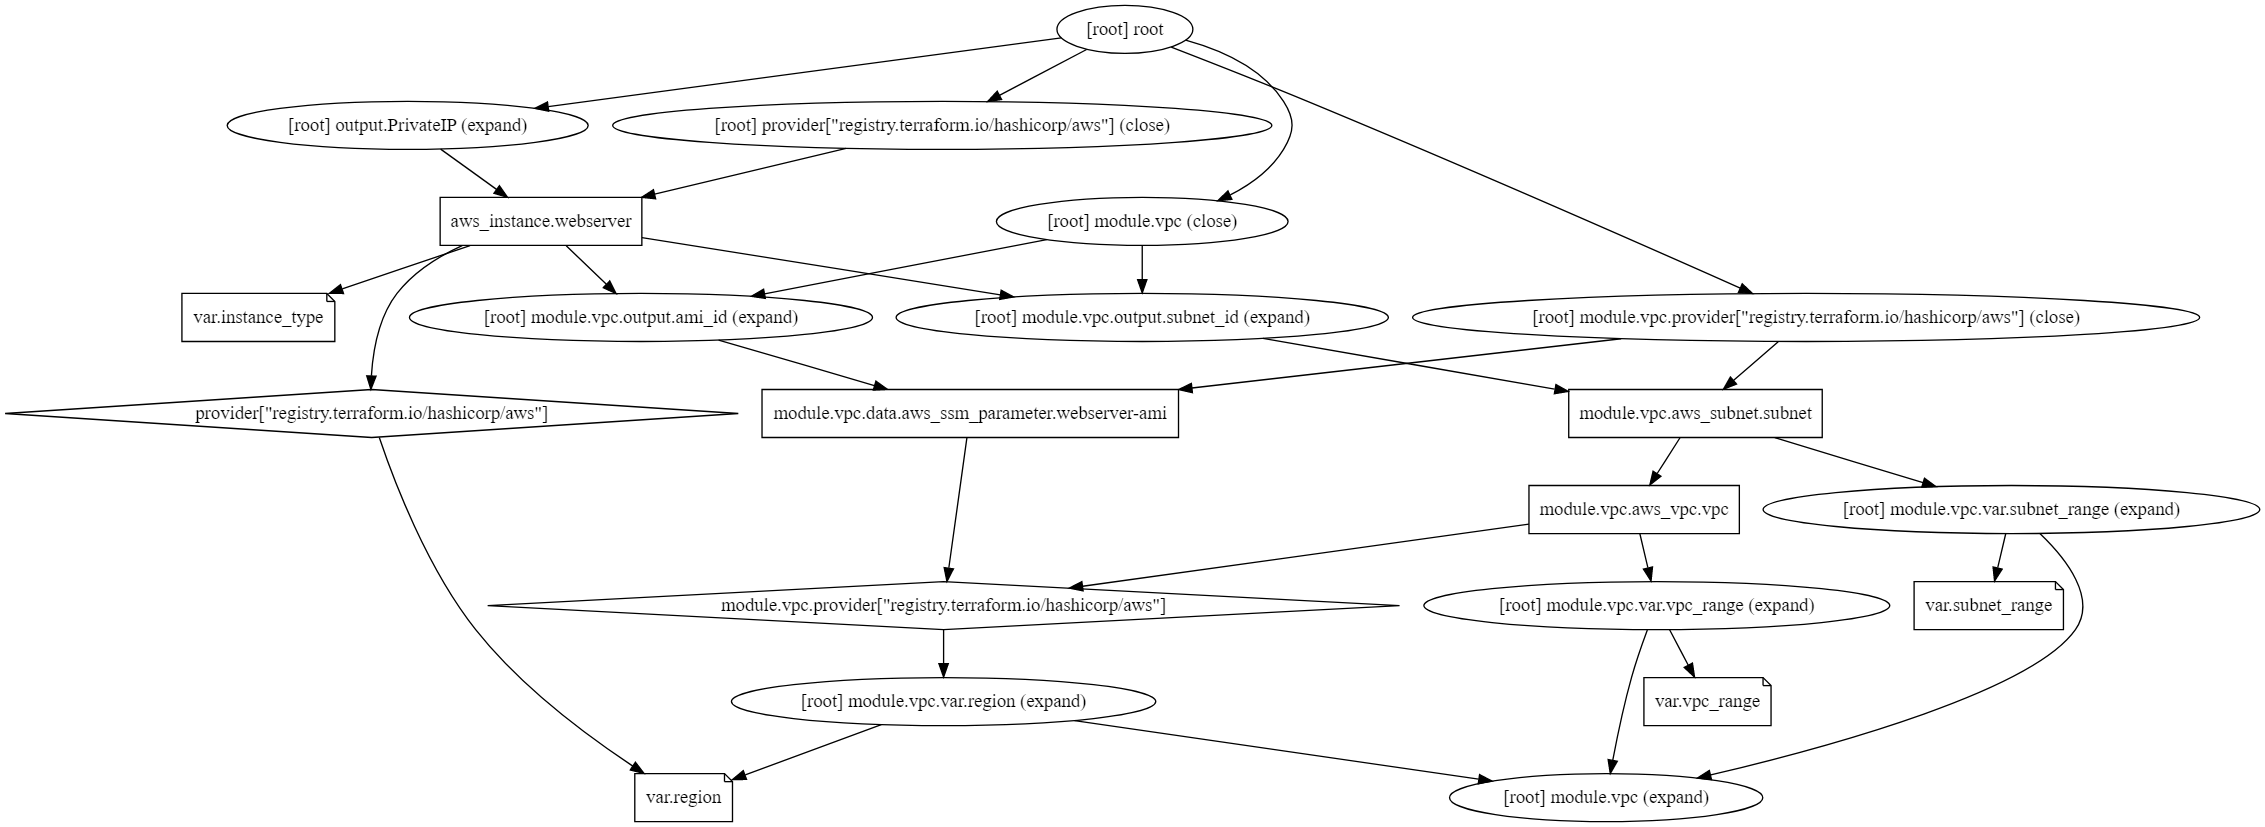 [root] root
[root] output.PrivateIP (expand)
[root] provider["registry.terraform.io/hashicorp/aws"] (close)
aws_instance.webserver
[root] module.vpc (close)
var.instance_type
[root] module.vpc.output.ami_id (expand)
[root] module.vpc.output.subnet_id (expand)
[root] module.vpc.provider["registry.terraform.io/hashicorp/aws"] (close)
provider["registry.terraform.io/hashicorp/aws"]
module.vpc.data.aws_ssm_parameter.webserver-ami
module.vpc.aws_subnet.subnet
module.vpc.aws_vpc.vpc
[root] module.vpc.var.subnet_range (expand)
module.vpc.provider["registry.terraform.io/hashicorp/aws"]
[root] module.vpc.var.vpc_range (expand)
var.subnet_range
[root] module.vpc.var.region (expand)
var.vpc_range
var.region
[root] module.vpc (expand)